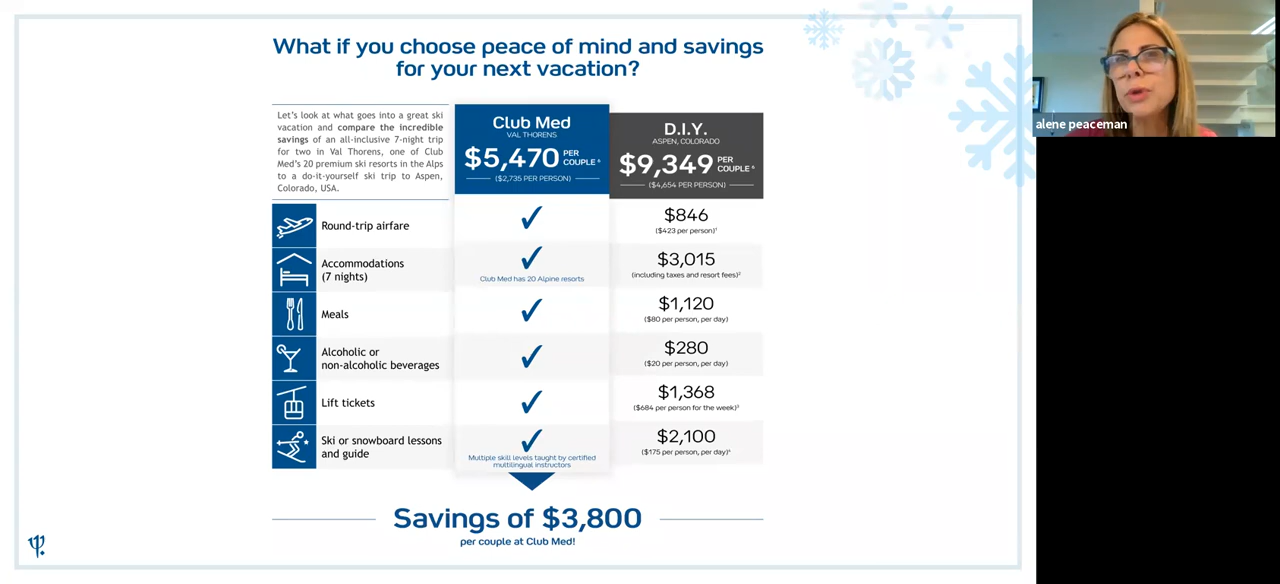 What if you choose peace of mind and savings
for your next vacation?
Let's look at what goes into a great ski
vacation and compare the incredible
savings of an all-inclusive 7-night trip
for two in Val Thorens, one of Club
Med's 20 premium ski resorts in the Alps
to a do-it-yourself ski trip to Aspen,
Colorado, USA.
Club Med
VAL THORENS
$5,470 PER COUPLE
($2,735 PER PERSON)
D.I.Y.
ASPEN, COLORADO
$9,349 PER COUPLE
($4,654 PER PERSON)
Round-trip airfare
✓
$846
($423 per person)¹
Accommodations
(7 nights)
✓
Club Med has 20 Alpine resorts
$3,015
(including taxes and resort fees)²
Meals
✓
$1,120
($80 per person, per day)
Alcoholic or
non-alcoholic beverages
✓
$280
($20 per person, per day)
Lift tickets
✓
$1,368
($684 per person for the week)³
Ski or snowboard lessons
and guide
✓
Multiple skill levels taught by certified
multilingual instructors
$2,100
($175 per person, per day)
Savings of $3,800
per couple at Club Med!
alene peaceman